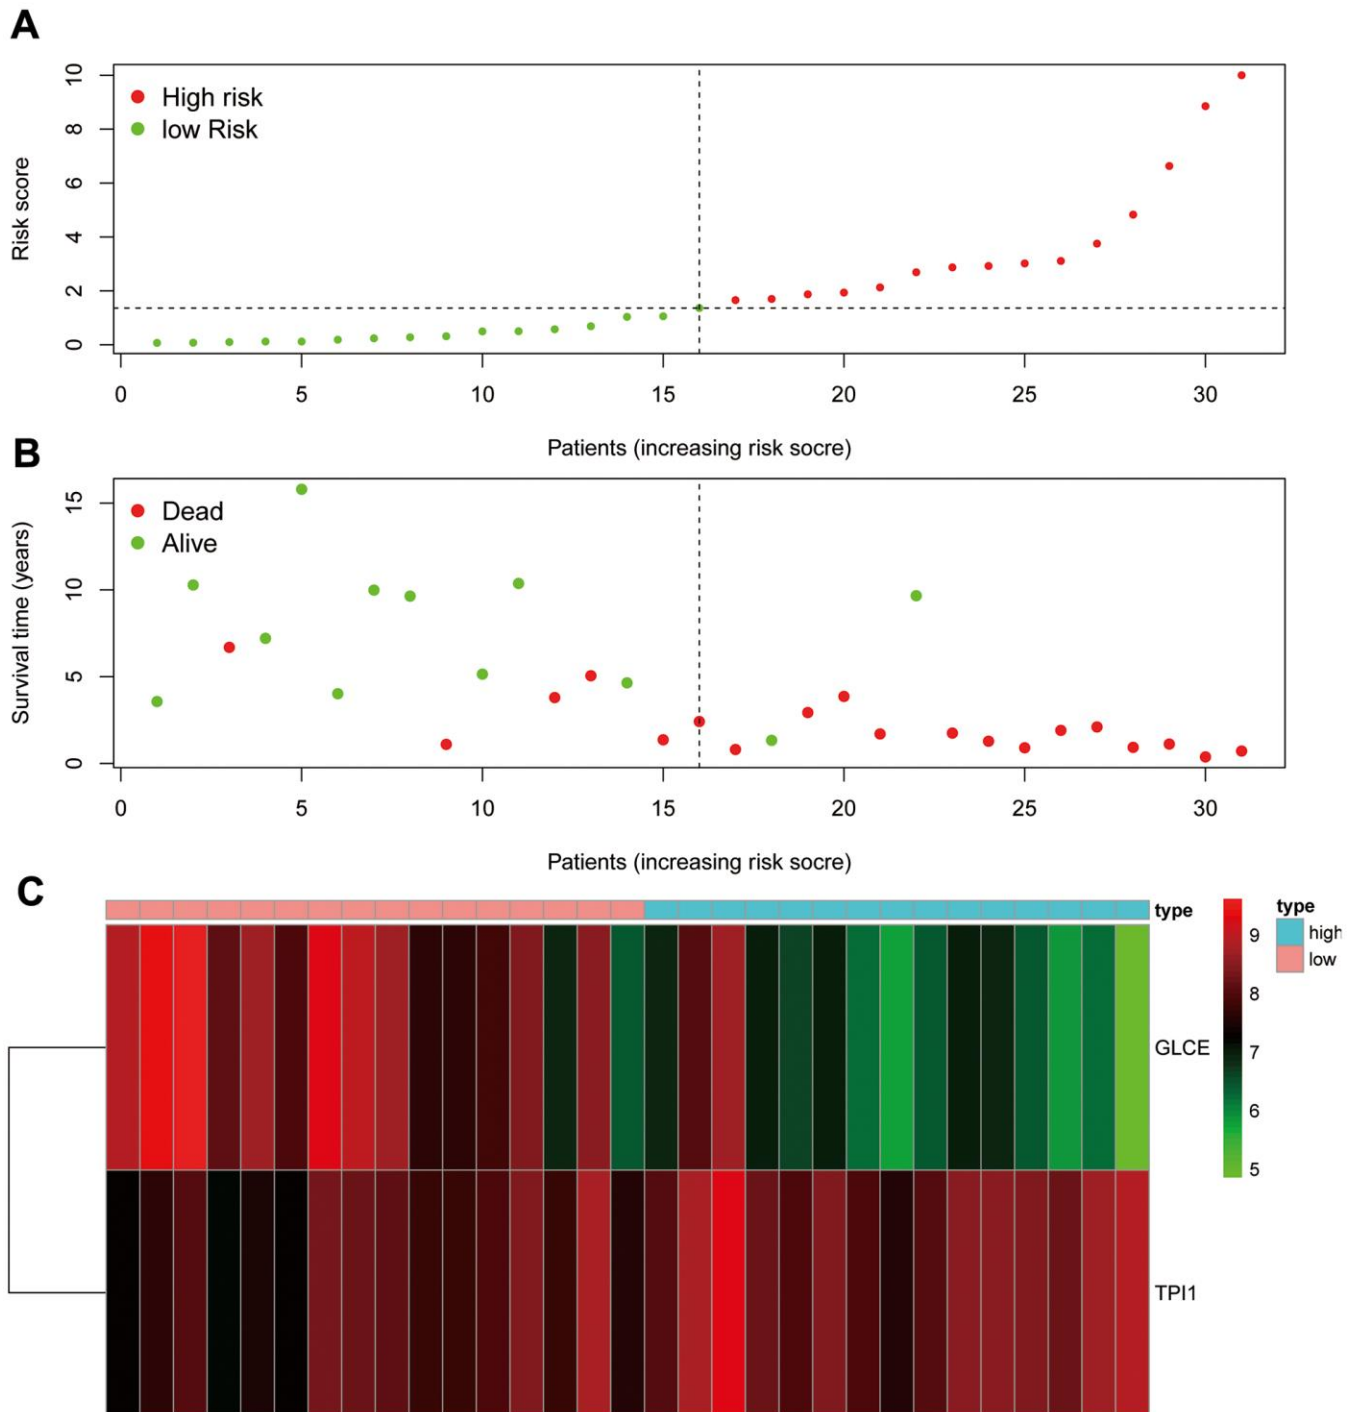 A
10
8
6
4
2
0
Risk score
High risk
low Risk
0 5 10 15 20 25 30
Patients (increasing risk socre)
B
15
10
5
0
Survival time (years)
Dead
Alive
0 5 10 15 20 25 30
Patients (increasing risk socre)
C
type
GLCE
TPI1
9
8
7
6
5
type
high
low